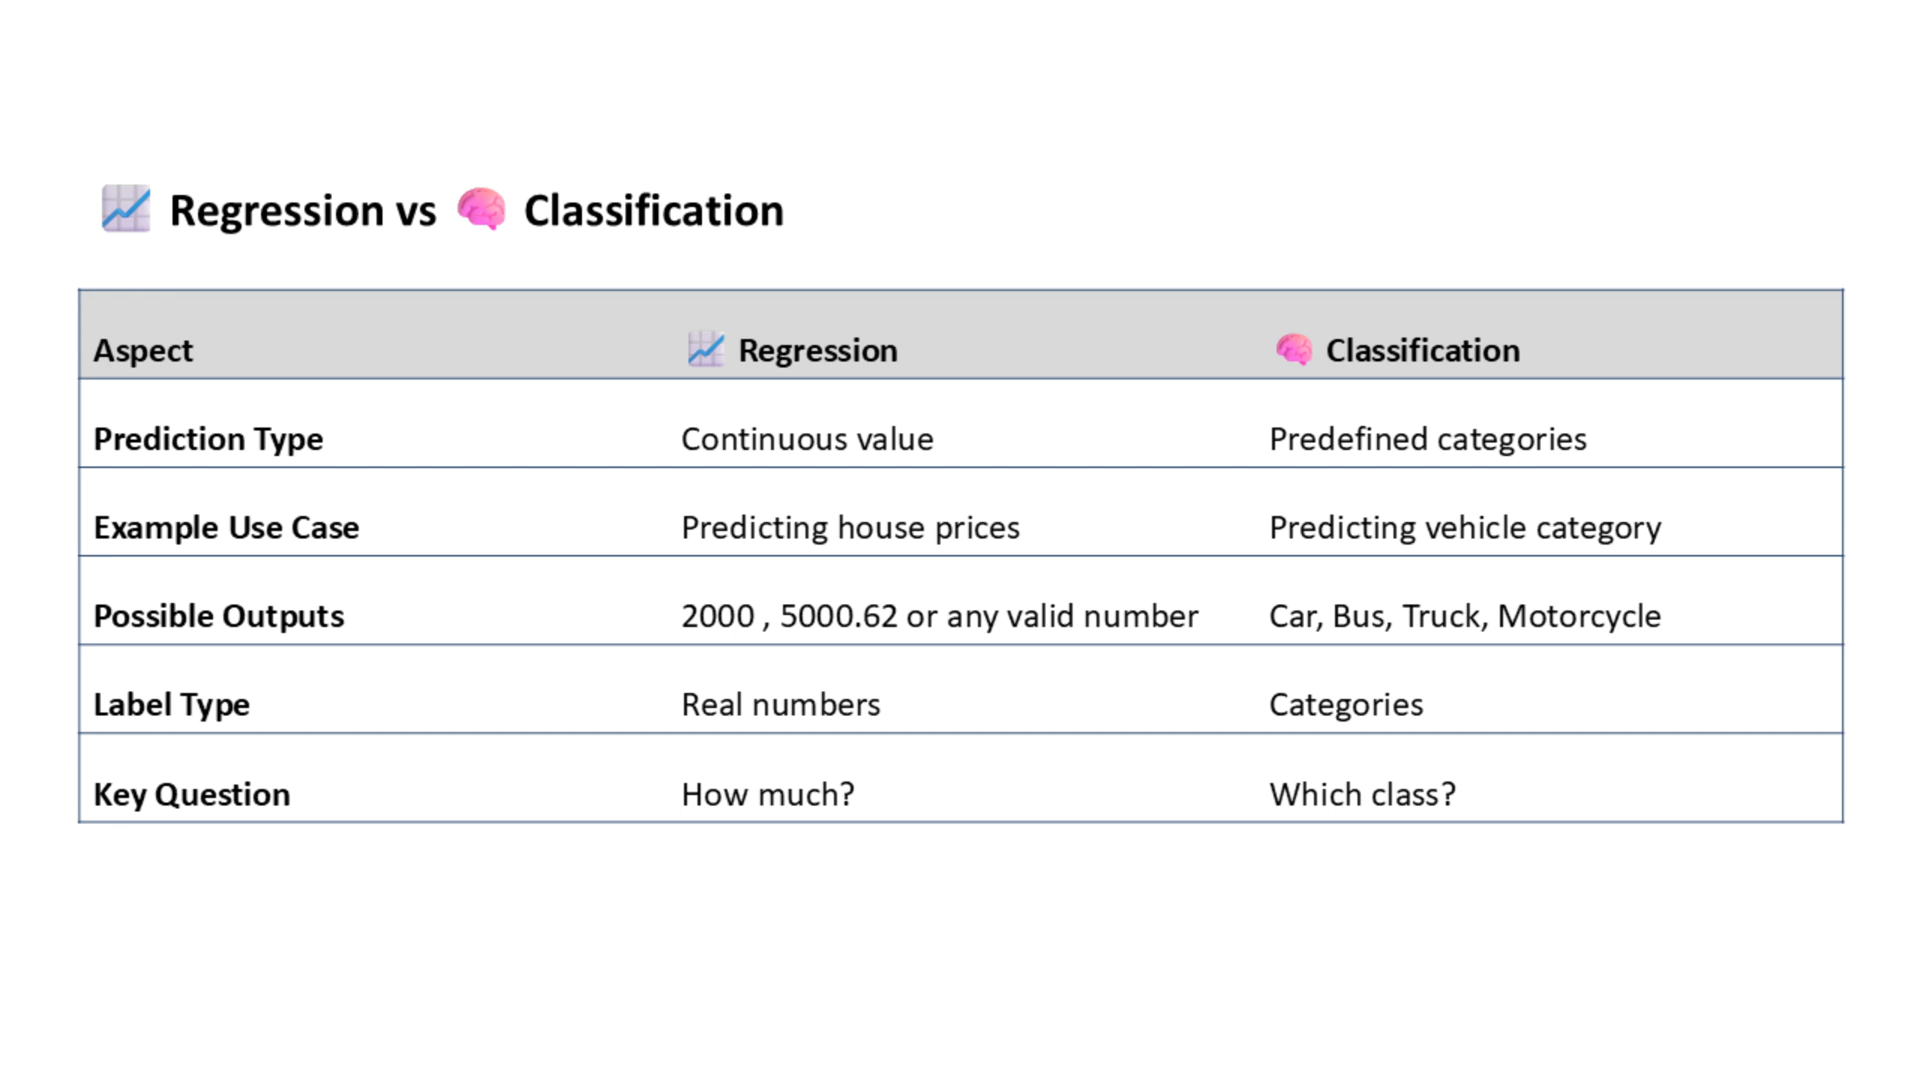 Regression vs Classification
Aspect Regression Classification
Prediction Type Continuous value Predefined categories
Example Use Case Predicting house prices Predicting vehicle category
Possible Outputs 2000 , 5000.62 or any valid number Car, Bus, Truck, Motorcycle
Label Type Real numbers Categories
Key Question How much? Which class?